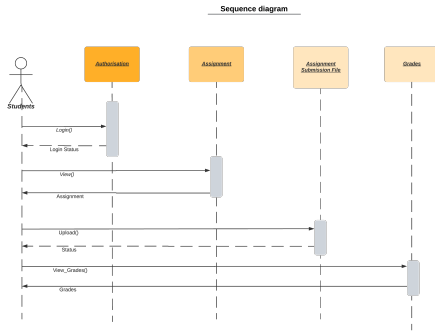 Sequence diagram
Authorisation
Assignment
Assignment
Submission File
Grades
Students
Login()
Login Status
View()
Assignment
Upload()
Status
View_Grades()
Grades